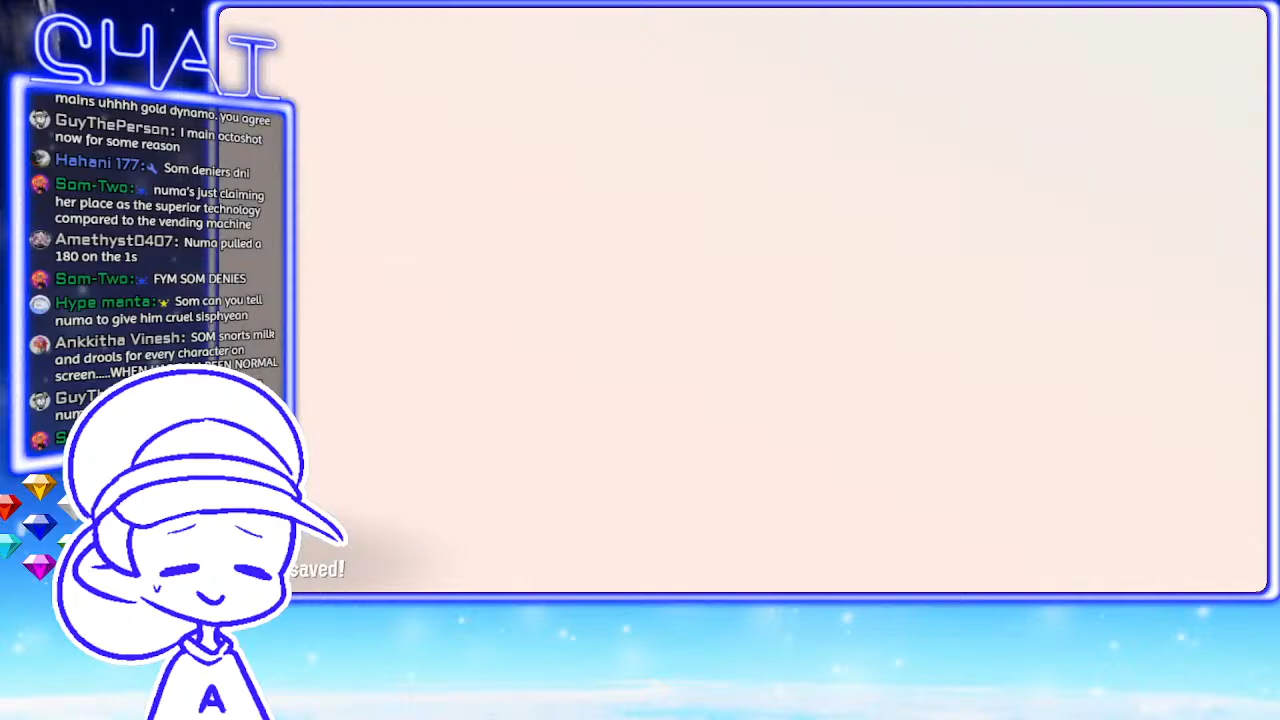 CHAT
mains uhhhh gold dynamo. you agree
GuyThePerson: I main octoshot
now for some reason
Hahani 177: Som deniers dni
Som-Two: numa's just claiming
her place as the superior technology
compared to the vending machine
Amethyst0407: Numa pulled a
180 on the 1s
Som-Two: FYM SOM DENIES
Hype manta: Som can you tell
numa to give him cruel sisphyean
Ankkitha Vinesh: SOM snorts milk
and drools for every character on
screen.....WHEN NORMAL
GuyTh
num
S
saved!
A